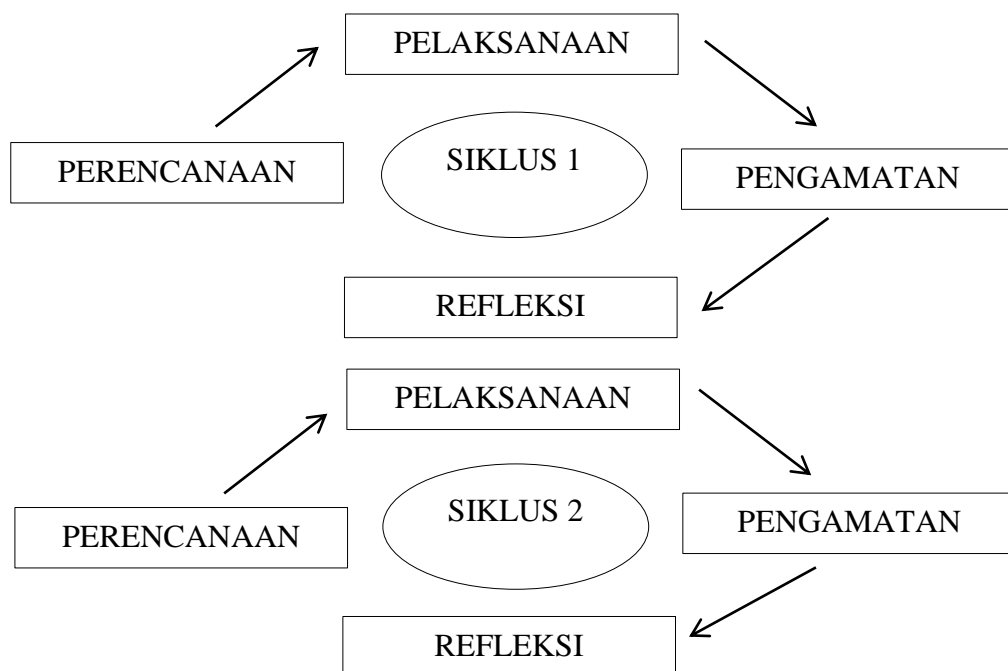 PELAKSANAAN
PERENCANAAN
SIKLUS 1
PENGAMATAN
REFLEKSI
PELAKSANAAN
PERENCANAAN
SIKLUS 2
PENGAMATAN
REFLEKSI